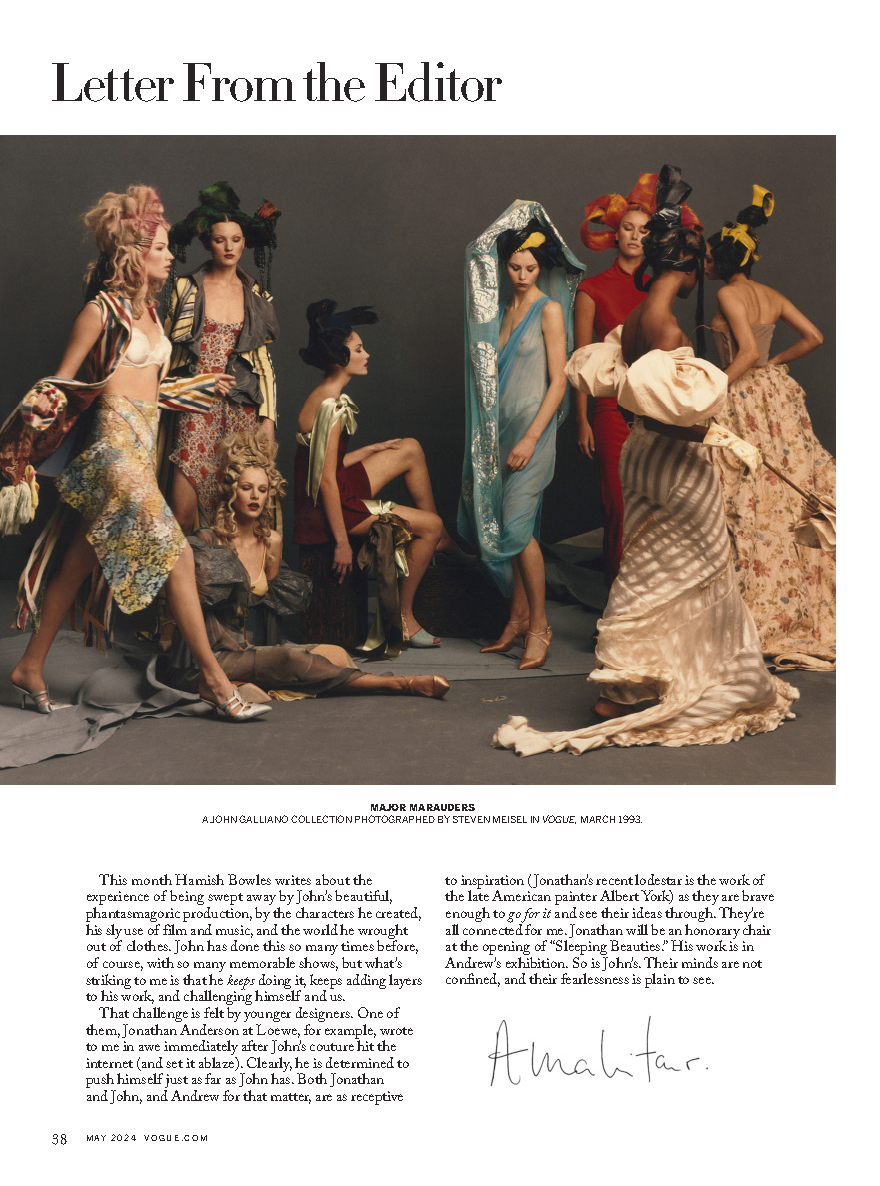 Letter From the Editor
MAJOR MARAUDERS
A JOHN GALLIANO COLLECTION PHOTOGRAPHED BY STEVEN MEISEL IN VOGUE, MARCH 1993.
This month Hamish Bowles writes about the
experience of being swept away by John's beautiful,
phantasmagoric production, by the characters he created,
his sly use of film and music, and the world he wrought
out of clothes. John has done this so many times before,
of course, with so many memorable shows, but what's
striking to me is that he keeps doing it, keeps adding layers
to his work, and challenging himself and us.
That challenge is felt by younger designers. One of
them, Jonathan Anderson at Loewe, for example, wrote
to me in awe immediately after John's couture hit the
internet (and set it ablaze). Clearly, he is determined to
push himself just as far as John has. Both Jonathan
and John, and Andrew for that matter, are as receptive
to inspiration (Jonathan's recent lodestar is the work of
the late American painter Albert York) as they are brave
enough to go for it and see their ideas through. They're
all connected for me. Jonathan will be an honorary chair
at the opening of “Sleeping Beauties.” His work is in
Andrew's exhibition. So is John's. Their minds are not
confined, and their fearlessness is plain to see.
38 MAY 2024 VOGUE.COM